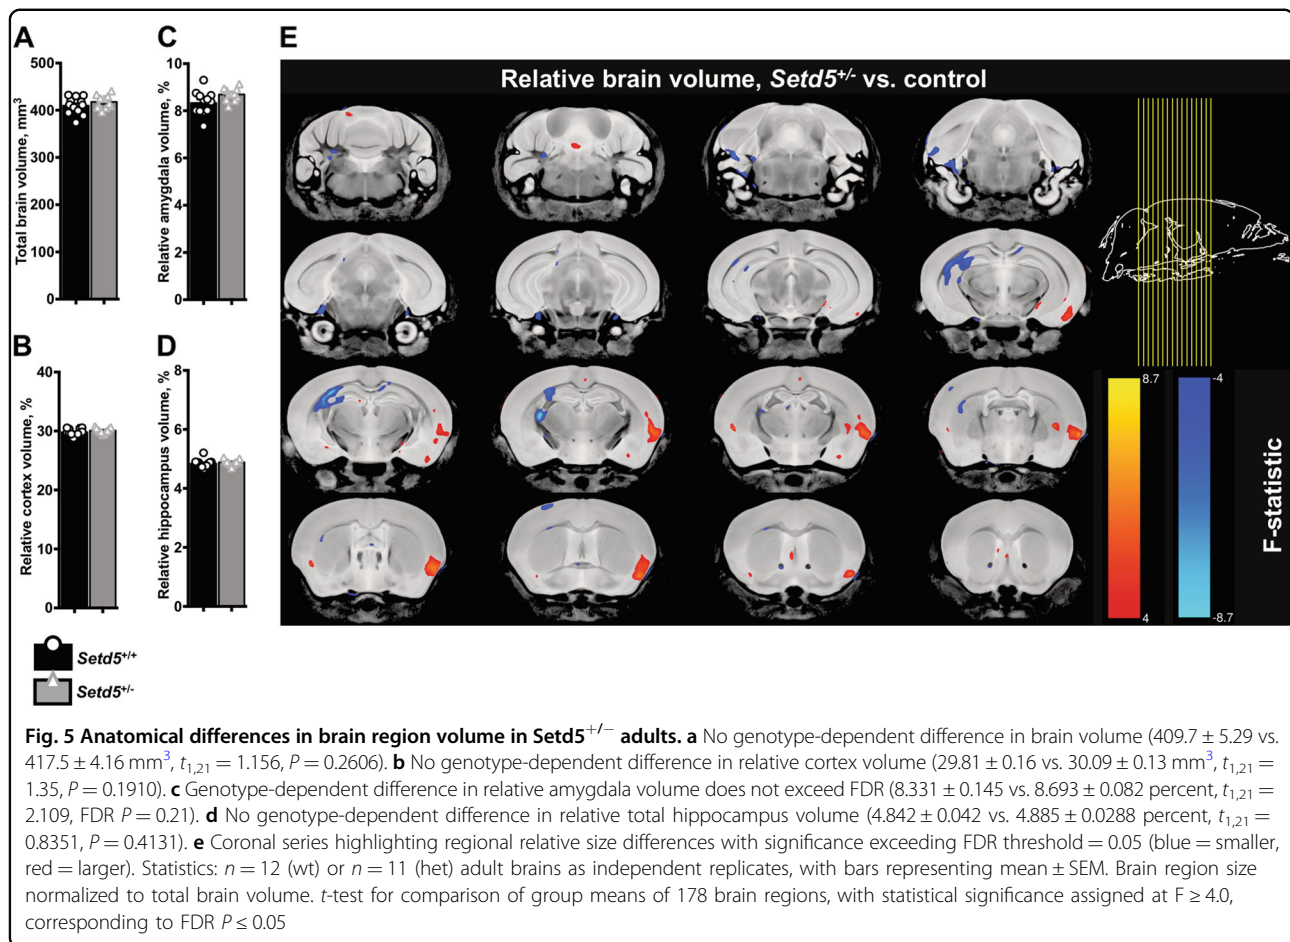 A
Total brain volume, mm³
500
400
300
200
100
0
C
Relative amygdala volume, %
10
8
6
4
2
0
B
Relative cortex volume, %
40
30
20
10
0
D
Relative hippocampus volume, %
8
6
4
2
0
Setd5+/+
Setd5+/-
E
Relative brain volume, Setd5+/- vs. control
8.7
4
-4
-8.7
F-statistic
Fig. 5 Anatomical differences in brain region volume in Setd5+/− adults. a No genotype-dependent difference in brain volume (409.7 ± 5.29 vs.
417.5 ± 4.16 mm³, t1,21 = 1.156, P = 0.2606). b No genotype-dependent difference in relative cortex volume (29.81 ± 0.16 vs. 30.09 ± 0.13 mm³, t1,21 =
1.35, P = 0.1910). c Genotype-dependent difference in relative amygdala volume does not exceed FDR (8.331 ± 0.145 vs. 8.693 ± 0.082 percent, t1,21 =
2.109, FDR P = 0.21). d No genotype-dependent difference in relative total hippocampus volume (4.842 ± 0.042 vs. 4.885 ± 0.0288 percent, t1,21 =
0.8351, P = 0.4131). e Coronal series highlighting regional relative size differences with significance exceeding FDR threshold = 0.05 (blue = smaller,
red = larger). Statistics: n = 12 (wt) or n = 11 (het) adult brains as independent replicates, with bars representing mean ± SEM. Brain region size
normalized to total brain volume. t-test for comparison of group means of 178 brain regions, with statistical significance assigned at F ≥ 4.0,
corresponding to FDR P ≤ 0.05